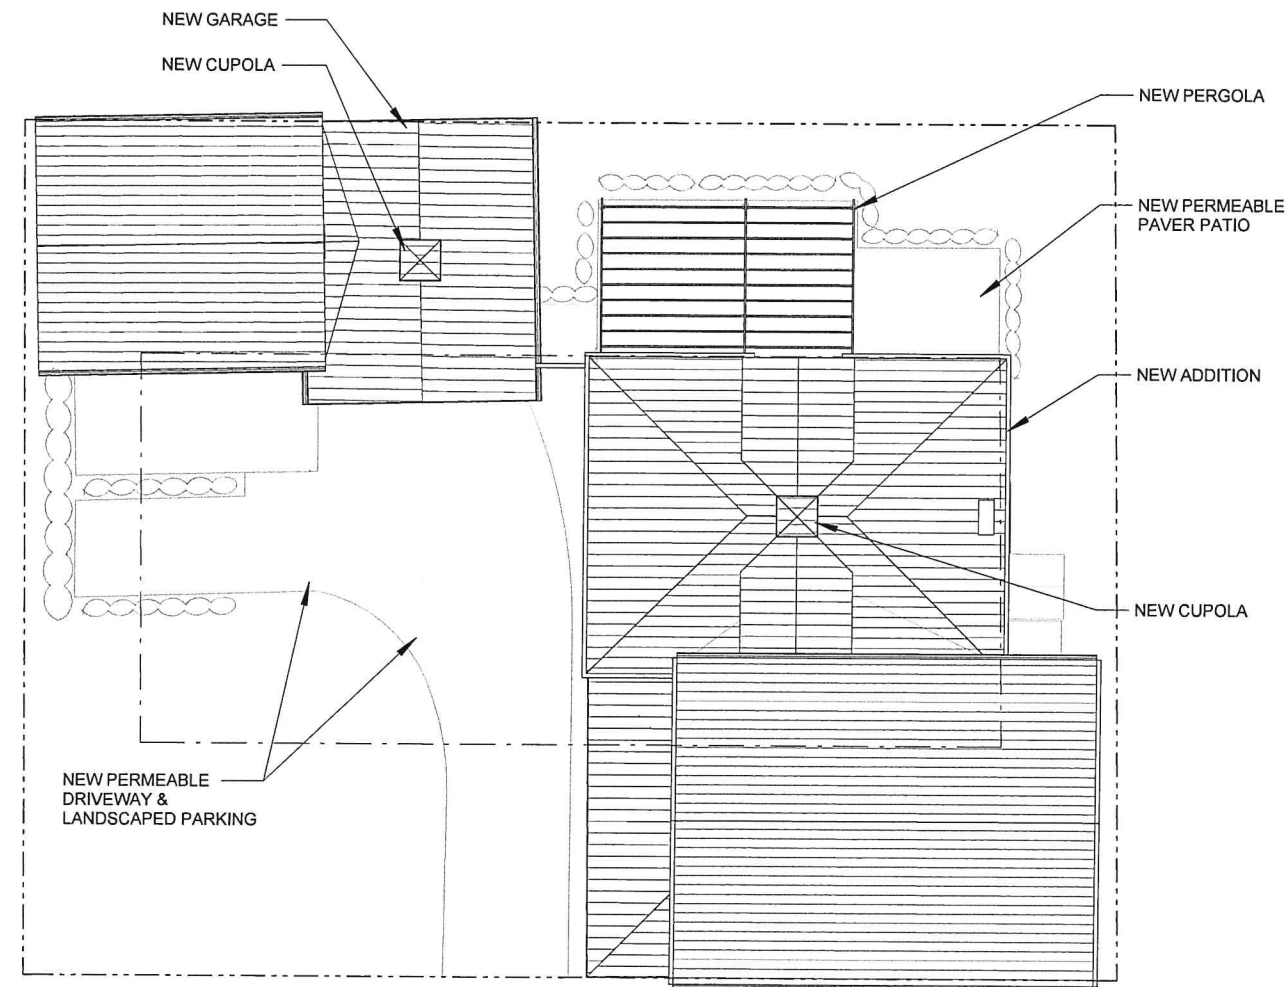 NEW GARAGE
NEW CUPOLA
NEW PERGOLA
NEW PERMEABLE
PAVER PATIO
NEW ADDITION
NEW CUPOLA
NEW PERMEABLE
DRIVEWAY &
LANDSCAPED PARKING